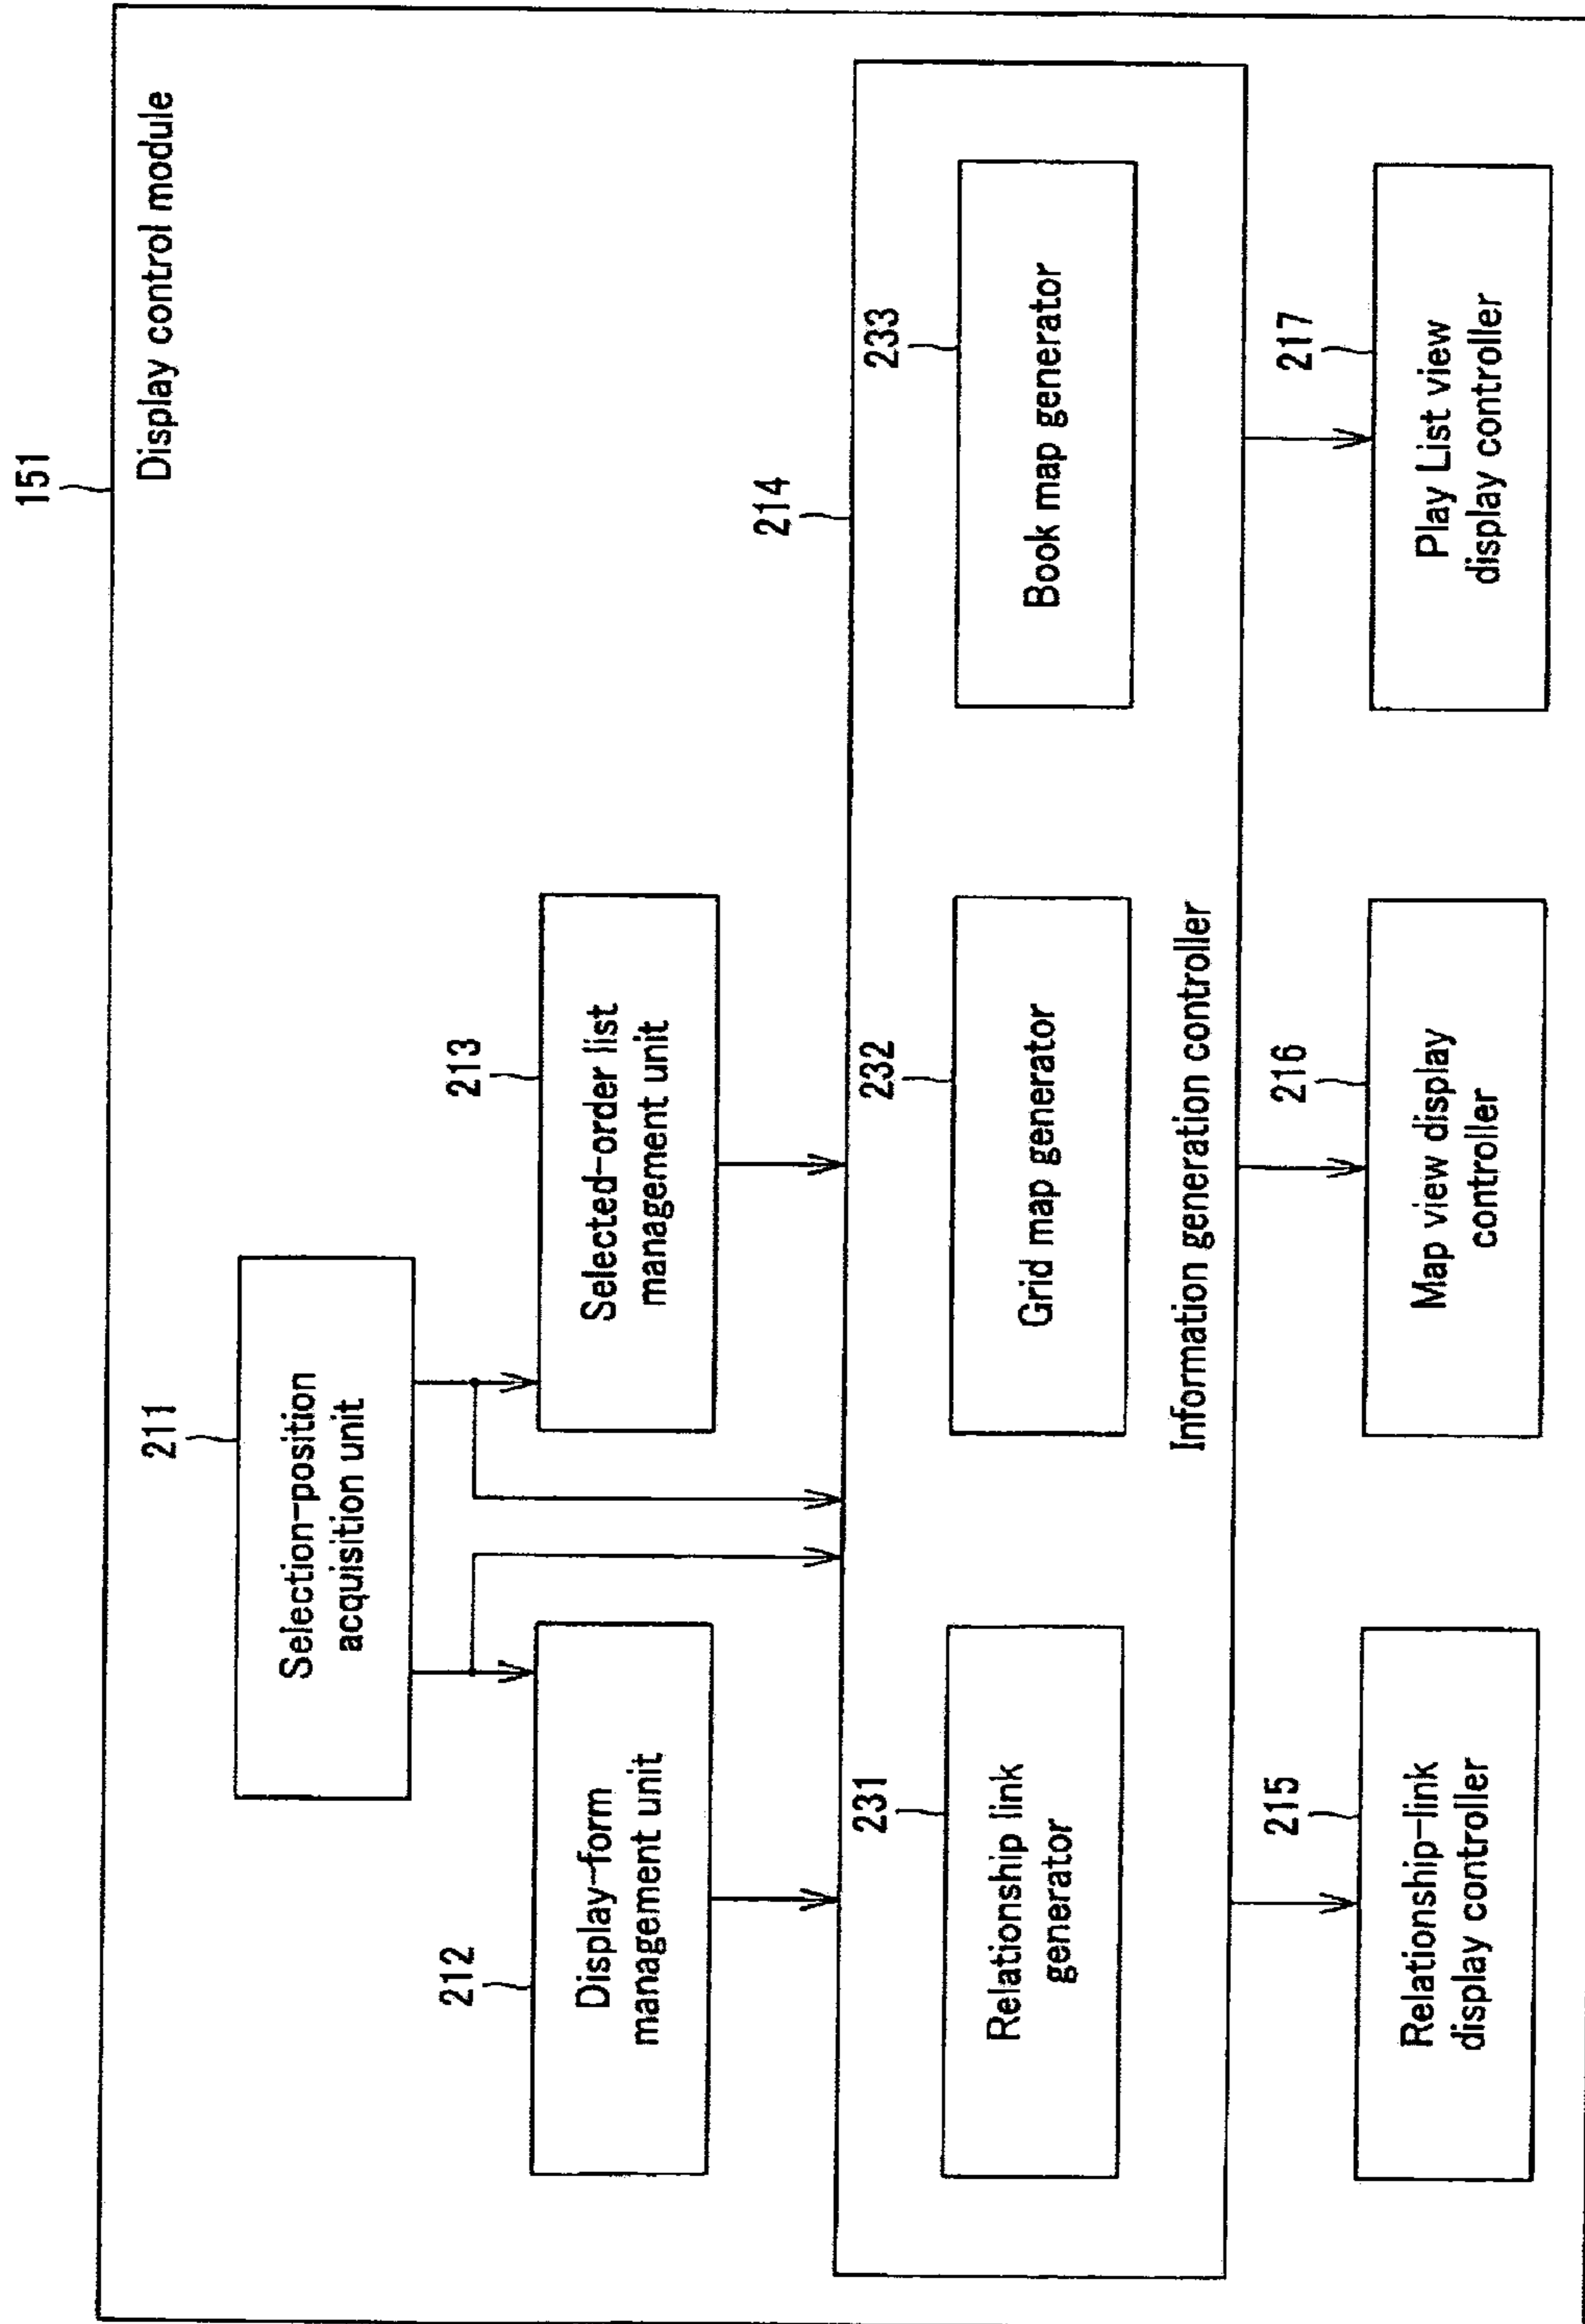 151
Display control module
211
Selection-position
acquisition unit
212
Display-form
management unit
213
Selected-order list
management unit
214
231
Relationship link
generator
232
Grid map generator
233
Book map generator
Information generation controller
215
Relationship-link
display controller
216
Map view display
controller
217
Play List view
display controller